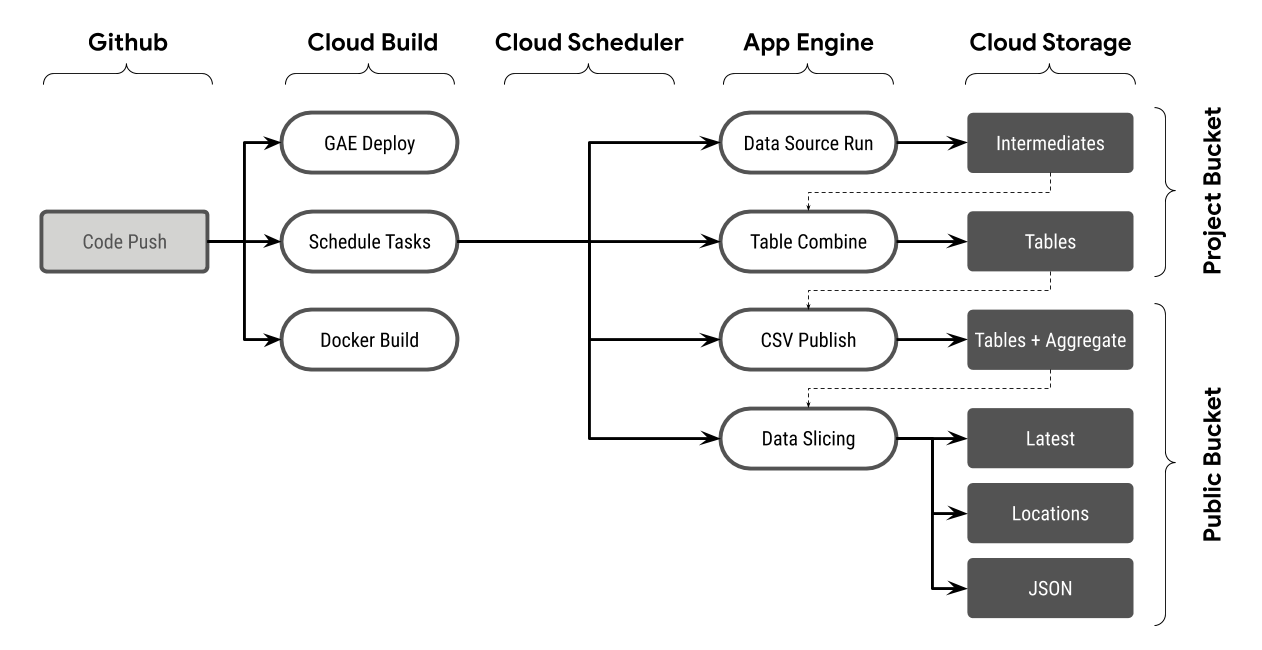 Github
Cloud Build
Cloud Scheduler
App Engine
Cloud Storage
GAE Deploy
Data Source Run
Intermediates
Code Push
Schedule Tasks
Table Combine
Tables
Docker Build
CSV Publish
Tables + Aggregate
Data Slicing
Latest
Locations
JSON
Project Bucket
Public Bucket